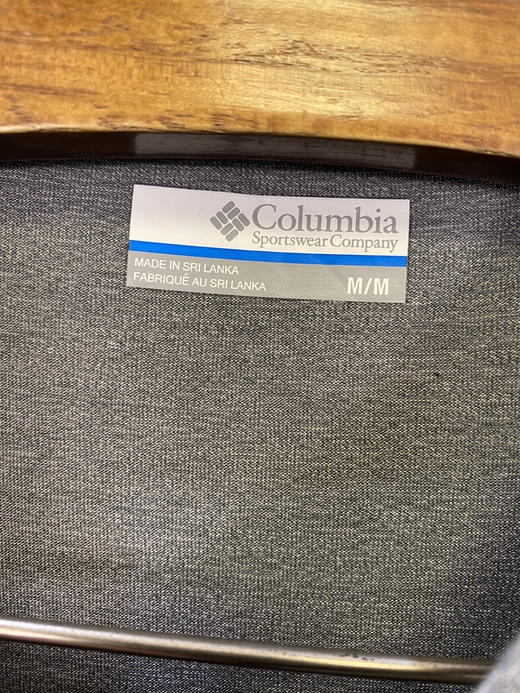 Columbia
Sportswear Company
MADE IN SRI LANKA
FABRIQUÉ AU SRI LANKA
M/M